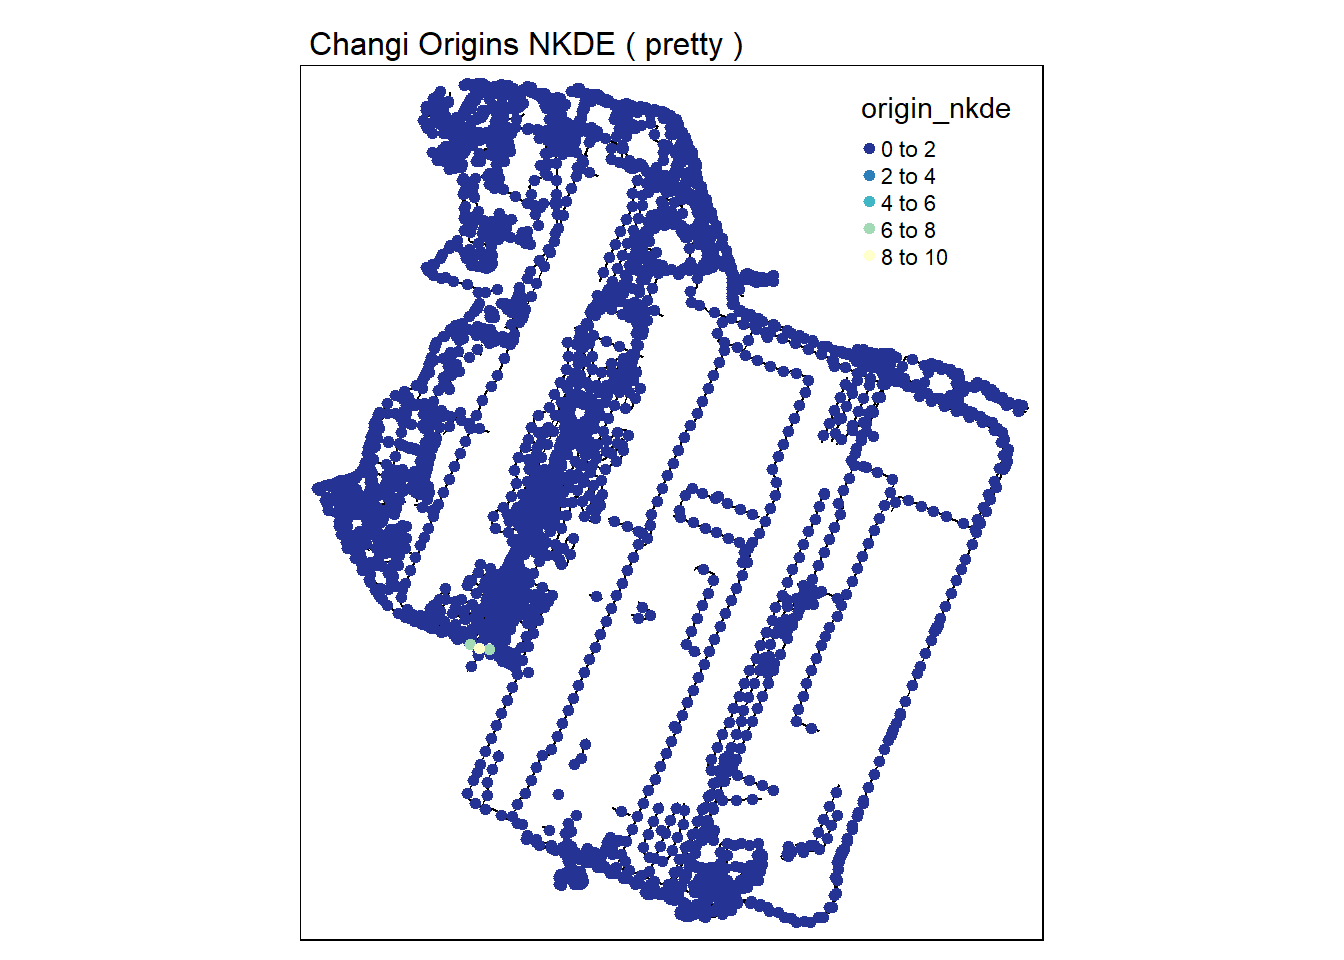 Changi Origins NKDE ( pretty )
origin_nkde
0 to 2
2 to 4
4 to 6
6 to 8
8 to 10